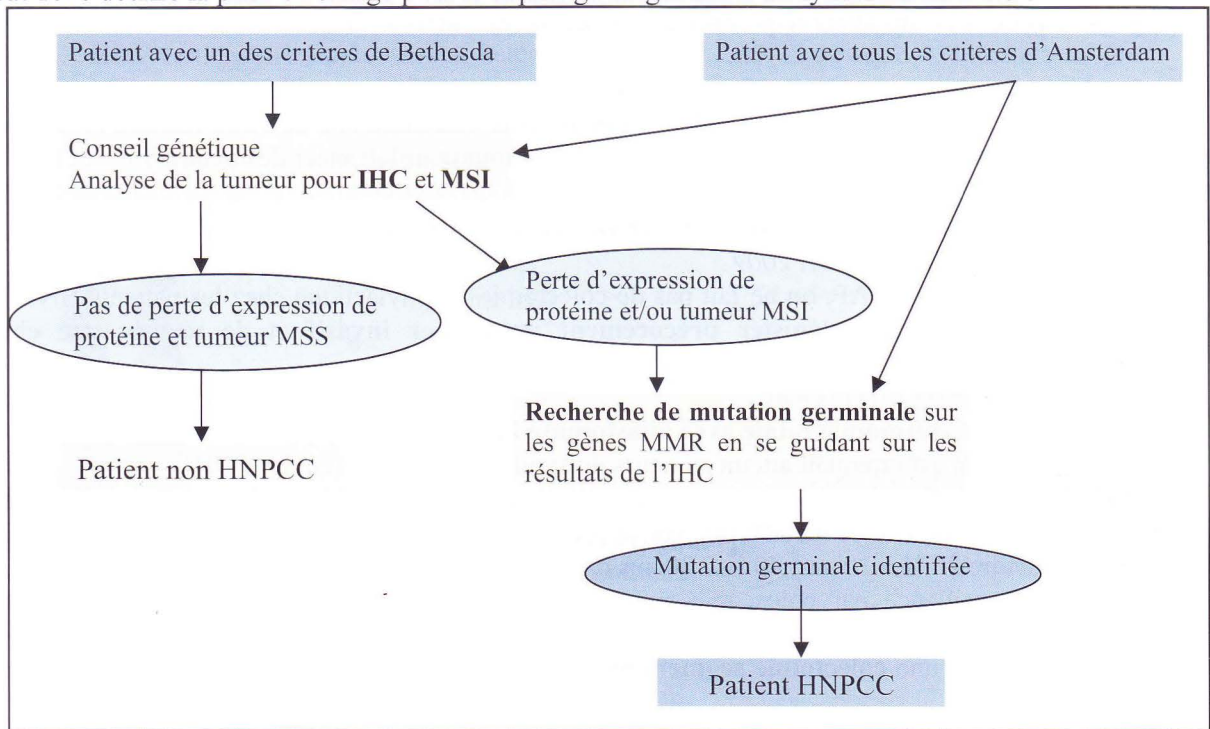 Patient avec un des critères de Bethesda
Patient avec tous les critères d’Amsterdam
Conseil génétique
Analyse de la tumeur pour IHC et MSI
Pas de perte d’expression de
protéine et tumeur MSS
Perte d’expression de
protéine et/ou tumeur MSI
Patient non HNPCC
Recherche de mutation germinale sur
les gènes MMR en se guidant sur les
résultats de l’IHC
Mutation germinale identifiée
Patient HNPCC